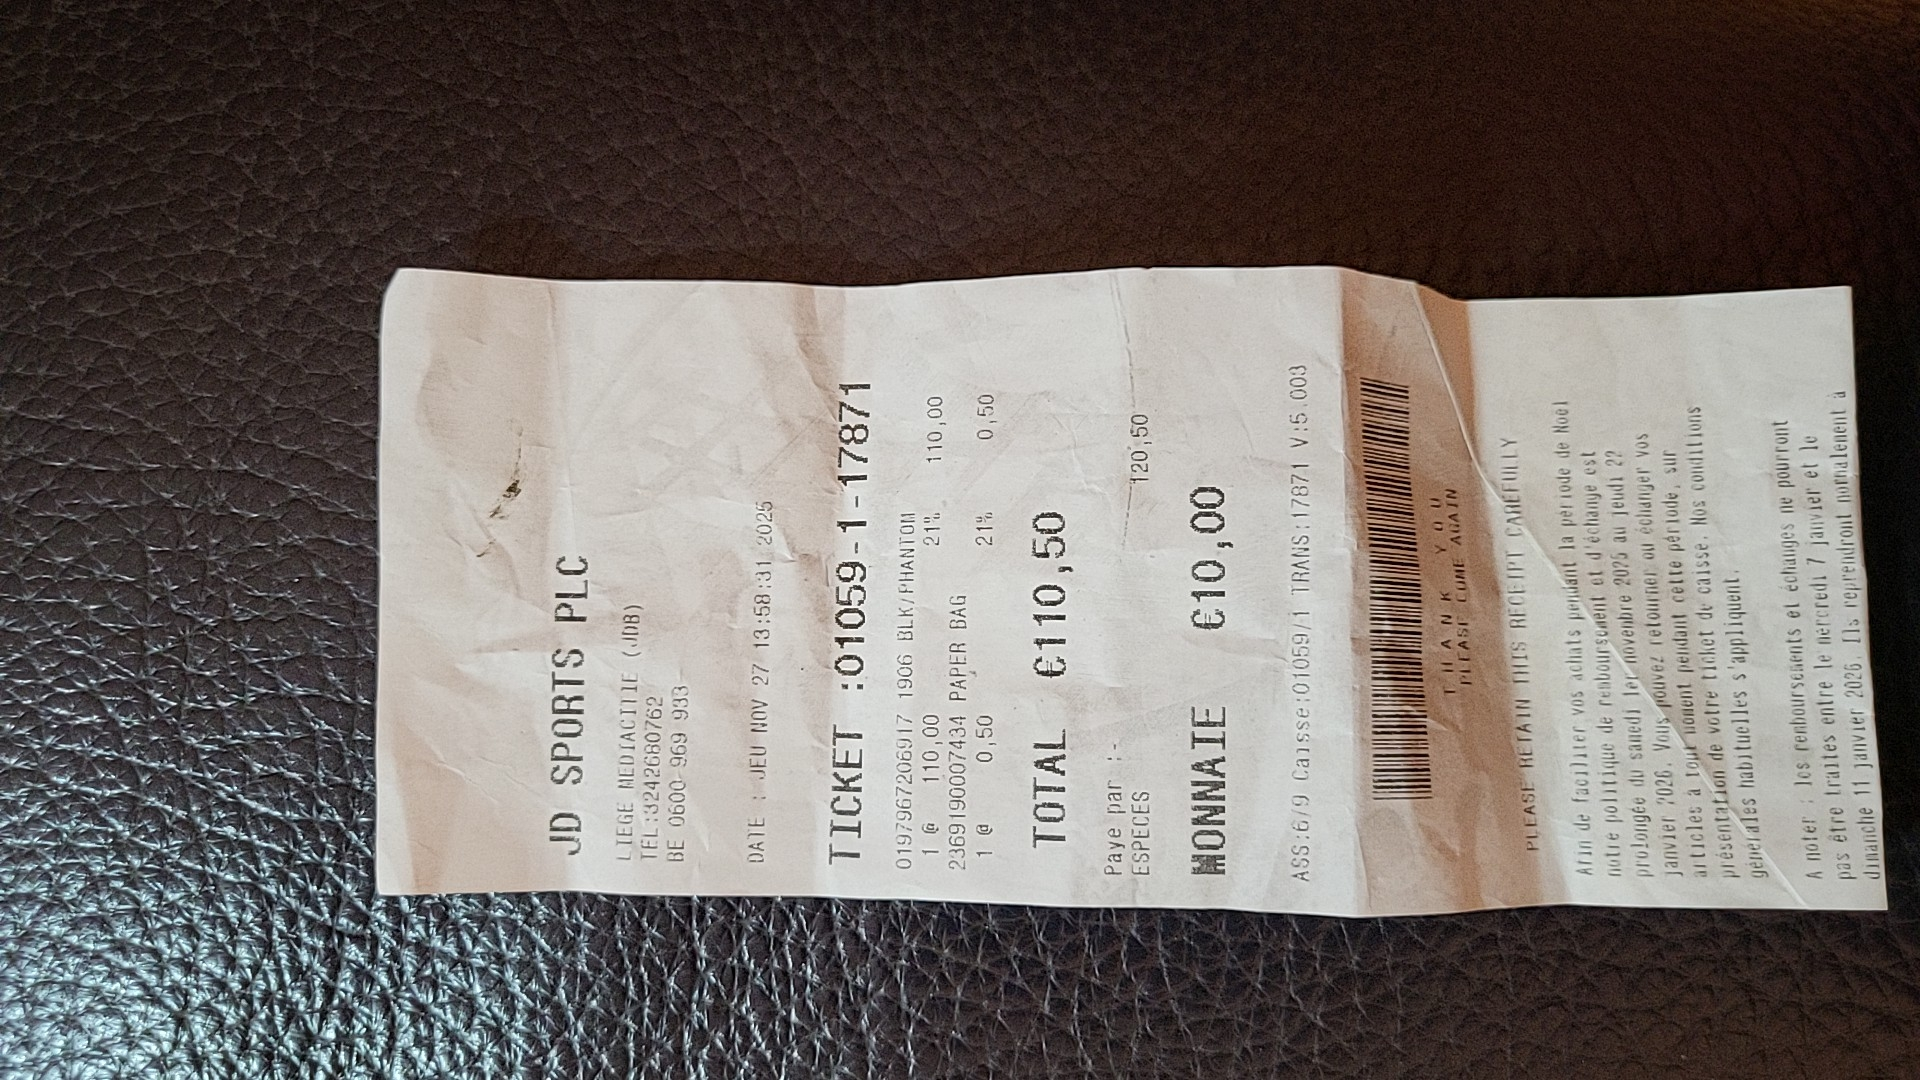 JD SPORTS PLC
LIEGE MEDIACITIE (JDB)
TEL:3242680762
BE 0600 969 933
DATE : JEU NOV 27 13:58:31 2025
TICKET :01059-1-17871
0197967206917 1906 BLK/PHANTOM
1 @ 110,00 21% 110,00
2369190007434 PAPER BAG
1 @ 0,50 21% 0,50
TOTAL €110,50
Paye par :-
ESPECES 120,50
MONNAIE €10,00
ASS:6/9 Caisse:01059/1 TRANS:17871 V:5.003
T H A N K Y O U
PLEASE COME AGAIN
PLEASE RETAIN THIS RECEIPT CAREFULLY
Afin de faciliter vos achats pendant la période de Noël
notre politique de remboursement et d'échange est
prolongée du samedi 1er novembre 2025 au jeudi 22
janvier 2026. Vous pouvez retourner ou échanger vos
articles à tout moment pendant cette période, sur
présentation de votre ticket de caisse. Nos conditions
générales habituelles s'appliquent.
A noter : les remboursements et échanges ne pourront
pas être traités entre le mercredi 7 janvier et le
dimanche 11 janvier 2026. Ils reprendront normalement à